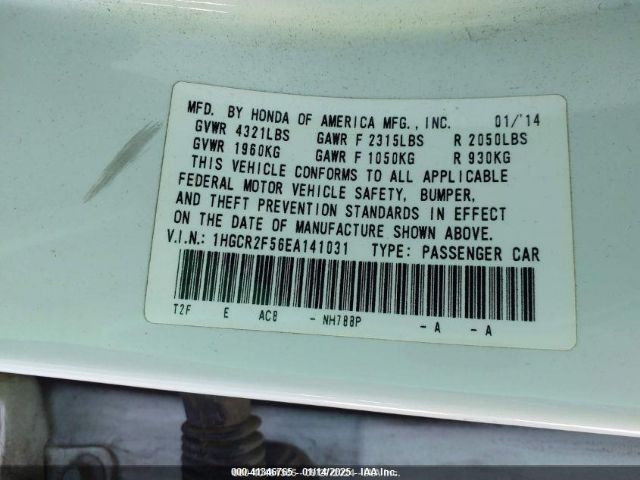 MFD. BY HONDA OF AMERICA MFG., INC. 01/'14
GVWR 4321LBS GAWR F 2315LBS R 2050LBS
GVWR 1960KG GAWR F 1050KG R 930KG
THIS VEHICLE CONFORMS TO ALL APPLICABLE
FEDERAL MOTOR VEHICLE SAFETY, BUMPER,
AND THEFT PREVENTION STANDARDS IN EFFECT
ON THE DATE OF MANUFACTURE SHOWN ABOVE.
V.I.N.: 1HGCR2F56EA141031 TYPE: PASSENGER CAR
T2F E AC8 - NH788P - A - A
000-41346765 - 01/14/2025 - IAA Inc.